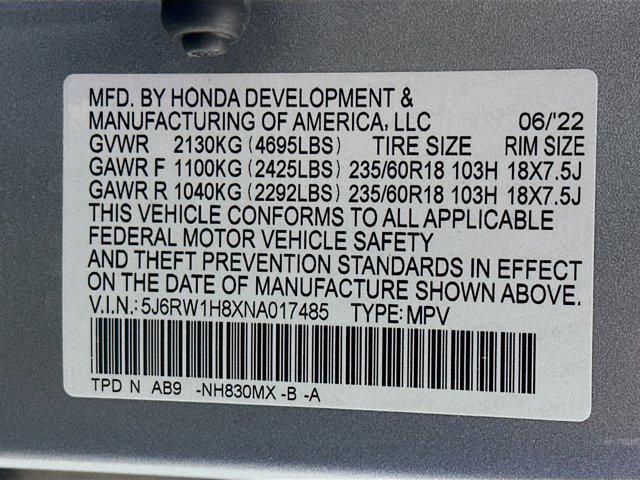 MFD. BY HONDA DEVELOPMENT &
MANUFACTURING OF AMERICA, LLC 06/'22
GVWR 2130KG (4695LBS) TIRE SIZE RIM SIZE
GAWR F 1100KG (2425LBS) 235/60R18 103H 18X7.5J
GAWR R 1040KG (2292LBS) 235/60R18 103H 18X7.5J
THIS VEHICLE CONFORMS TO ALL APPLICABLE
FEDERAL MOTOR VEHICLE SAFETY
AND THEFT PREVENTION STANDARDS IN EFFECT
ON THE DATE OF MANUFACTURE SHOWN ABOVE.
V.I.N.: 5J6RW1H8XNA017485 TYPE: MPV
TPD N AB9 -NH830MX -B -A